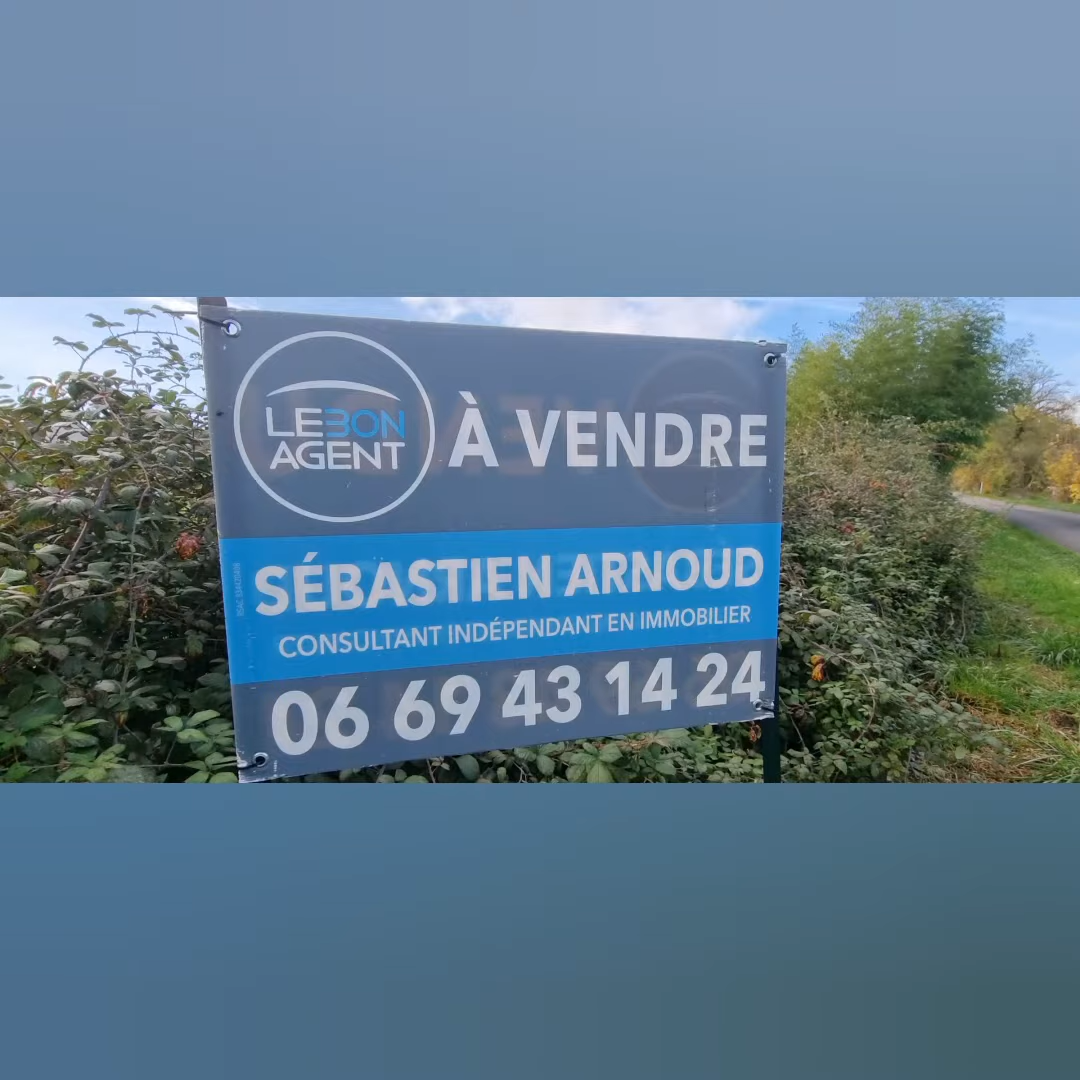 LEBON
AGENT
À VENDRE
SÉBASTIEN ARNOUD
CONSULTANT INDÉPENDANT EN IMMOBILIER
06 69 43 14 24